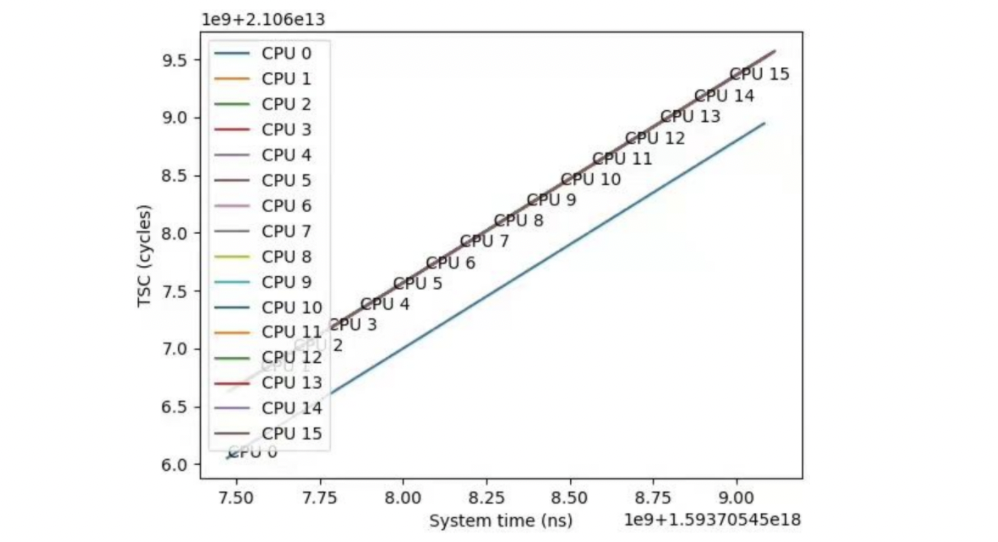 1e9+2.106e13
CPU 0
CPU 1
CPU 2
CPU 3
CPU 4
CPU 5
CPU 6
CPU 7
CPU 8
CPU 9
CPU 10
CPU 11
CPU 12
CPU 13
CPU 14
CPU 15
CPU 15
CPU 14
CPU 13
CPU 12
CPU 11
CPU 10
CPU 9
CPU 8
CPU 7
CPU 6
CPU 5
CPU 4
CPU 3
CPU 2
CPU 1
CPU 0
9.5
9.0
8.5
8.0
7.5
7.0
6.5
6.0
TSC (cycles)
7.50 7.75 8.00 8.25 8.50 8.75 9.00
System time (ns)
1e9+1.59370545e18